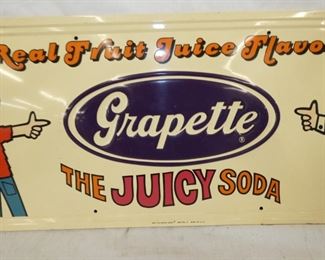 Real Fruit Juice Flavo
Grapette
®
THE JUICY SODA